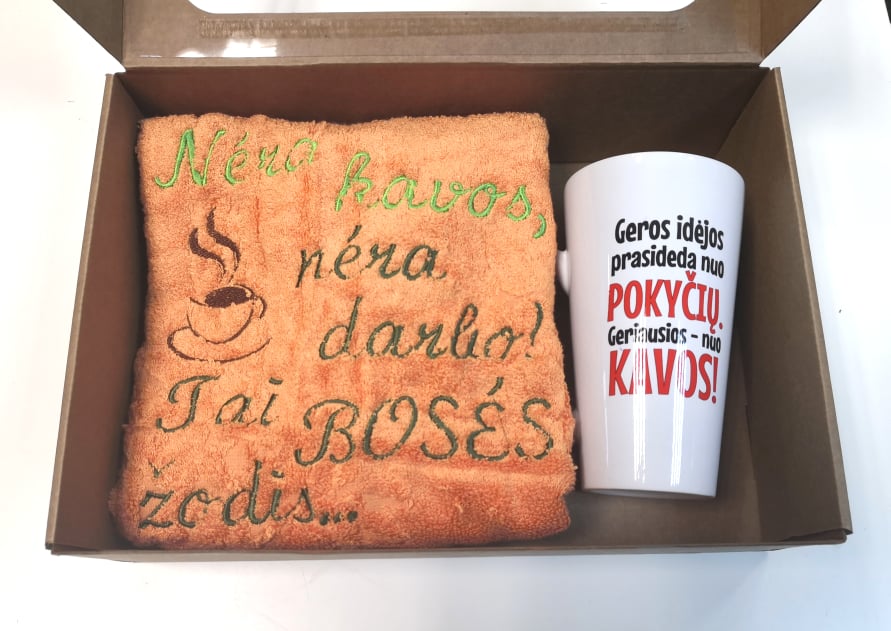 Nėra kavos,
nėra
darbo!
Tai BOSĖS
žodis...
Geros idėjos
prasideda nuo
POKYČIŲ.
Geriausios – nuo
KAVOS!